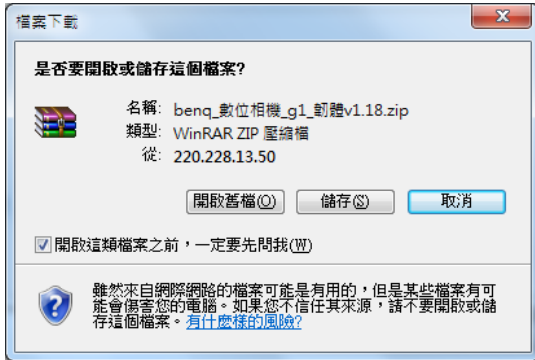 檔案下載
是否要開啟或儲存這個檔案?
名稱: benq_數位相機_g1_韌體v1.18.zip
類型: WinRAR ZIP 壓縮檔
從: 220.228.13.50
開啟舊檔(O) 儲存(S) 取消
開啟這類檔案之前，一定要先問我(W)
雖然來自網際網路的檔案可能是有用的，但是某些檔案有可
能會傷害您的電腦。如果您不信任其來源，請不要開啟或儲
存這個檔案。有什麼樣的風險?